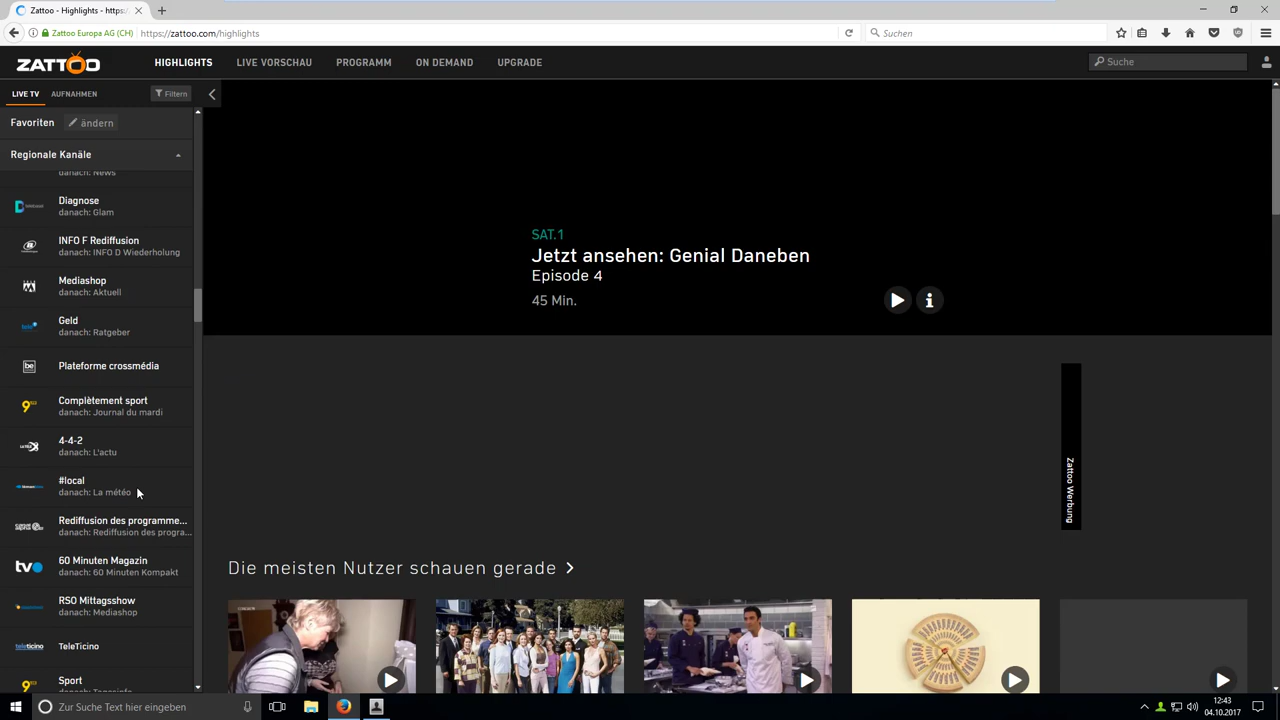 Zattoo - Highlights - https:/
Zattoo Europa AG (CH)
https://zattoo.com/highlights
Suchen
ZATTOO
HIGHLIGHTS
LIVE VORSCHAU
PROGRAMM
ON DEMAND
UPGRADE
Suche
LIVE TV
AUFNAHMEN
Filtern
Favoriten
ändern
Regionale Kanäle
danach: News
Diagnose
danach: Glam
INFO F Rediffusion
danach: INFO D Wiederholung
Mediashop
danach: Aktuell
Geld
danach: Ratgeber
be
Plateforme crossmédia
Complètement sport
danach: Journal du mardi
4-4-2
danach: L'actu
#local
danach: La météo
Rediffusion des programme...
danach: Rediffusion des progra...
tvo
60 Minuten Magazin
danach: 60 Minuten Kompakt
RSO Mittagsshow
danach: Mediashop
teleticino
TeleTicino
Sport
SAT.1
Jetzt ansehen: Genial Daneben
Episode 4
45 Min.
Zattoo Werbung
Die meisten Nutzer schauen gerade
Zur Suche Text hier eingeben
12:43
04.10.2017